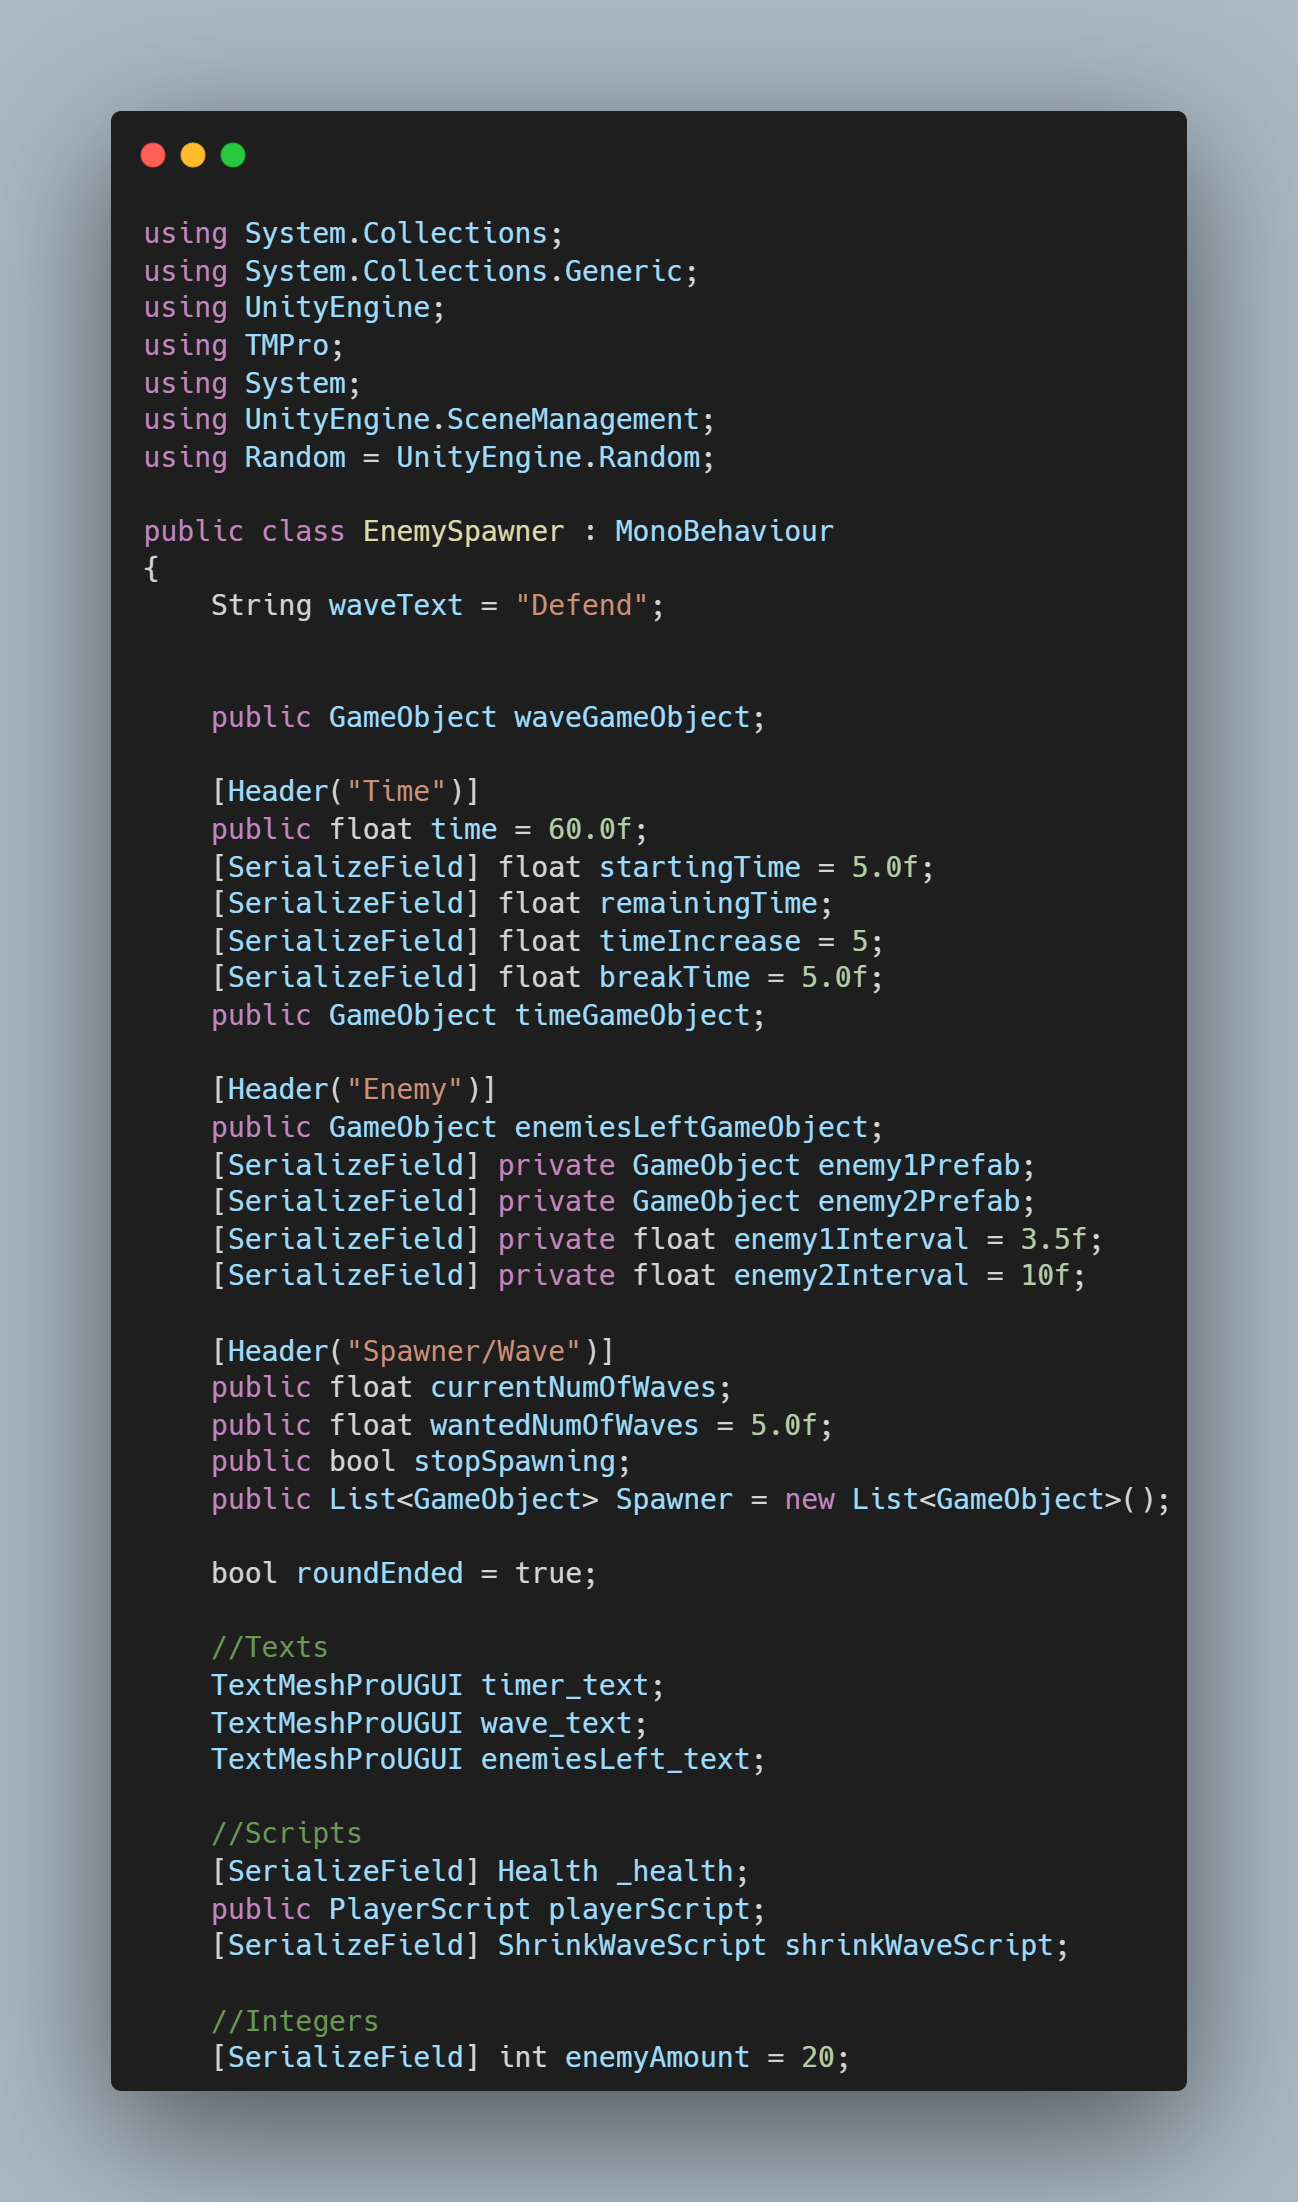 using System.Collections;
using System.Collections.Generic;
using UnityEngine;
using TMPro;
using System;
using UnityEngine.SceneManagement;
using Random = UnityEngine.Random;
public class EnemySpawner : MonoBehaviour
{
String waveText = "Defend";
public GameObject waveGameObject;
[Header("Time")]
public float time = 60.0f;
[SerializeField] float startingTime = 5.0f;
[SerializeField] float remainingTime;
[SerializeField] float timeIncrease = 5;
[SerializeField] float breakTime = 5.0f;
public GameObject timeGameObject;
[Header("Enemy")]
public GameObject enemiesLeftGameObject;
[SerializeField] private GameObject enemy1Prefab;
[SerializeField] private GameObject enemy2Prefab;
[SerializeField] private float enemy1Interval = 3.5f;
[SerializeField] private float enemy2Interval = 10f;
[Header("Spawner/Wave")]
public float currentNumOfWaves;
public float wantedNumOfWaves = 5.0f;
public bool stopSpawning;
public List<GameObject> Spawner = new List<GameObject>();
bool roundEnded = true;
//Texts
TextMeshProUGUI timer_text;
TextMeshProUGUI wave_text;
TextMeshProUGUI enemiesLeft_text;
//Scripts
[SerializeField] Health _health;
public PlayerScript playerScript;
[SerializeField] ShrinkWaveScript shrinkWaveScript;
//Integers
[SerializeField] int enemyAmount = 20;